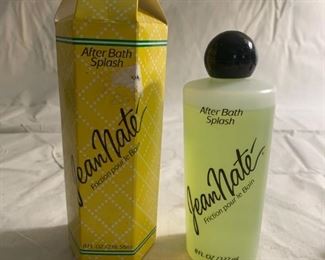 After Bath
Splash
Jean Naté
Friction pour le Bain
After Bath
Splash
Jean Naté
Friction pour le Bain